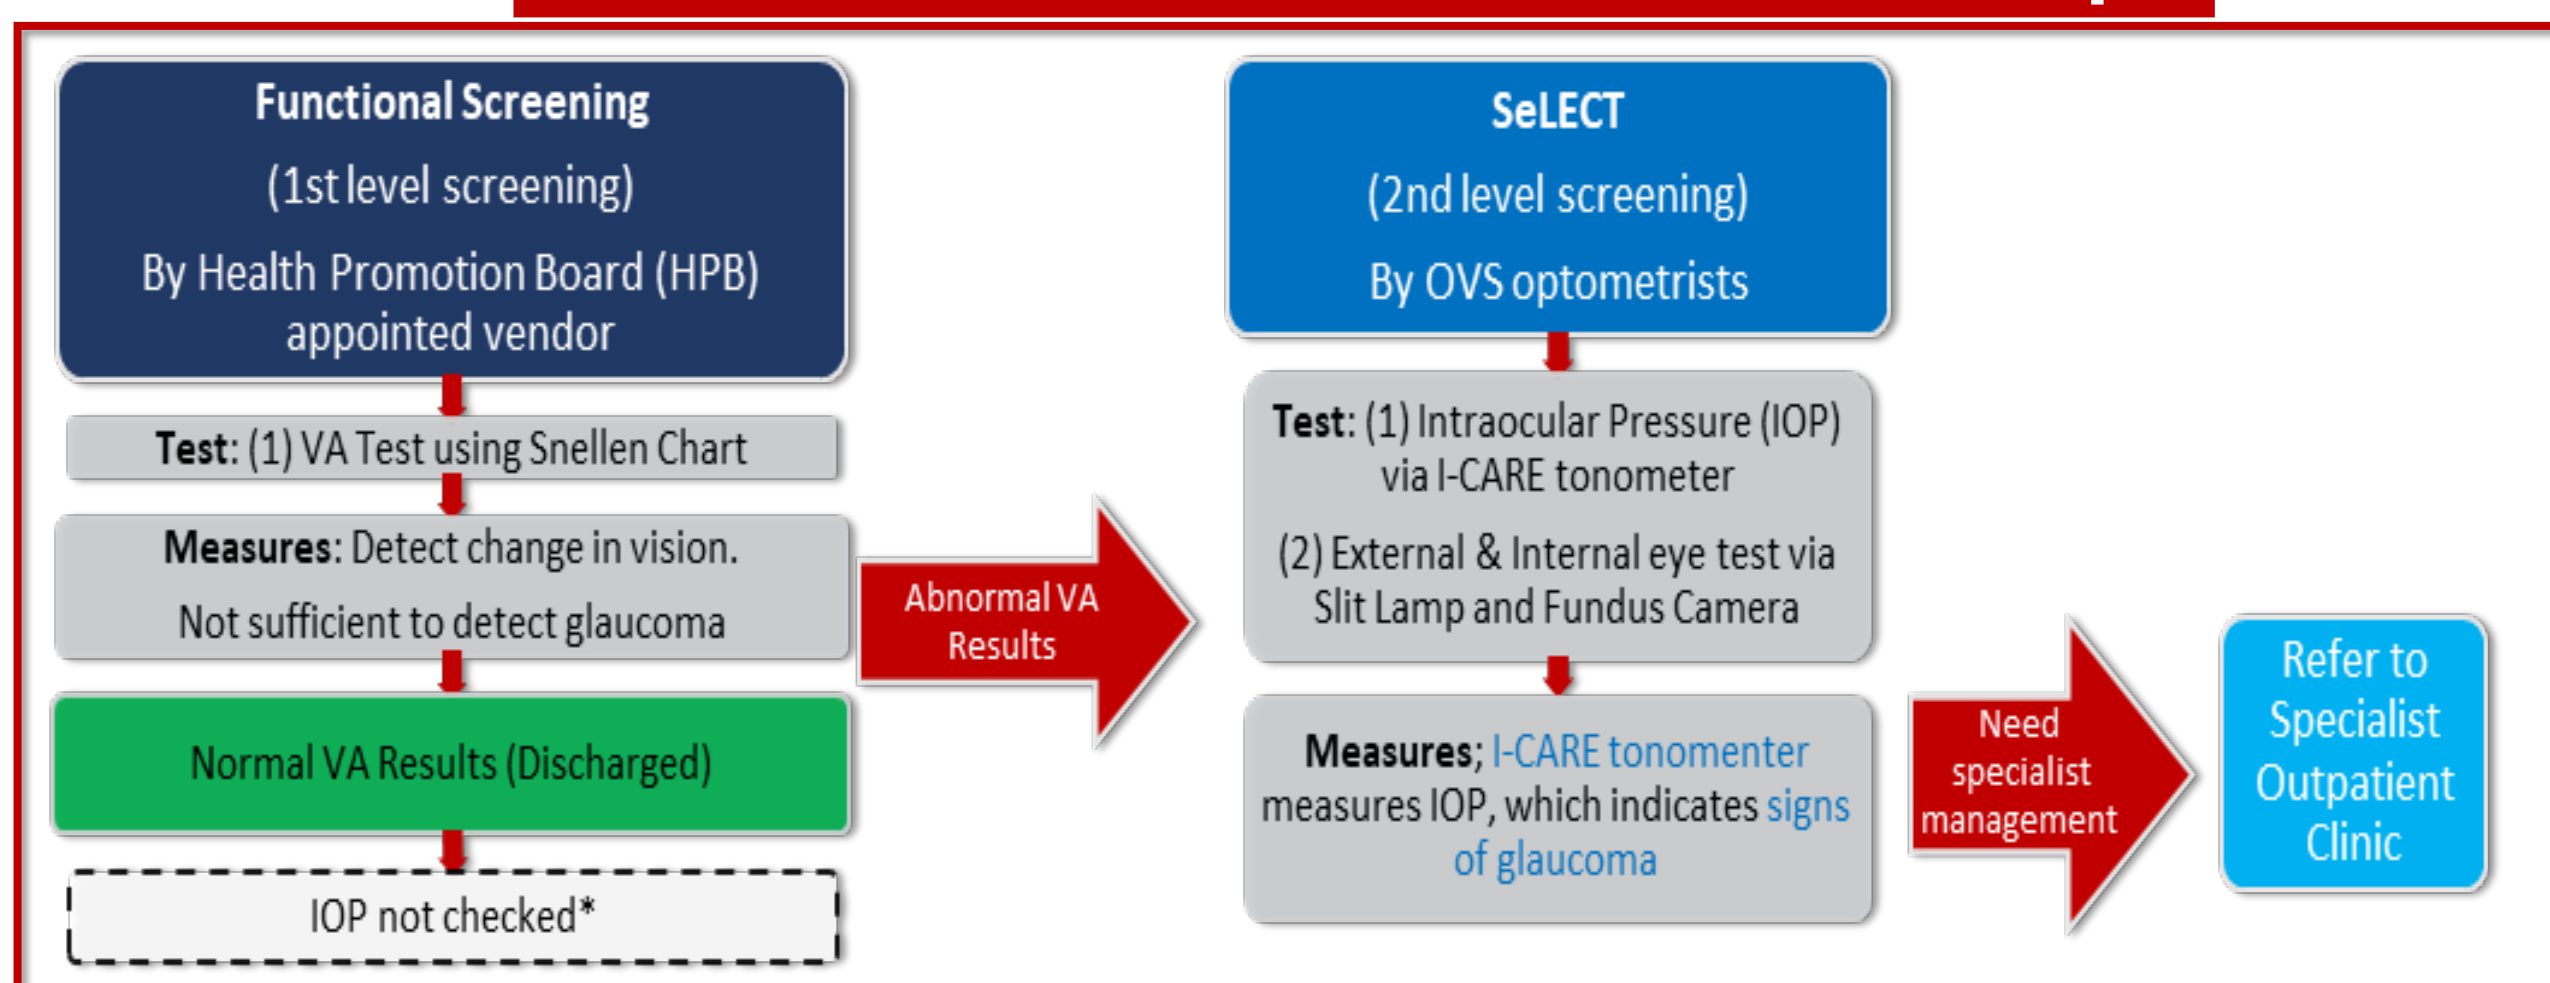 Functional Screening
(1st level screening)
By Health Promotion Board (HPB)
appointed vendor
Test: (1) VA Test using Snellen Chart
Measures: Detect change in vision.
Not sufficient to detect glaucoma
Normal VA Results (Discharged)
IOP not checked*
Abnormal VA
Results
SeLECT
(2nd level screening)
By OVS optometrists
Test: (1) Intraocular Pressure (IOP)
via I-CARE tonometer
(2) External & Internal eye test via
Slit Lamp and Fundus Camera
Measures; I-CARE tonomenter
measures IOP, which indicates signs
of glaucoma
Need
specialist
management
Refer to
Specialist
Outpatient
Clinic